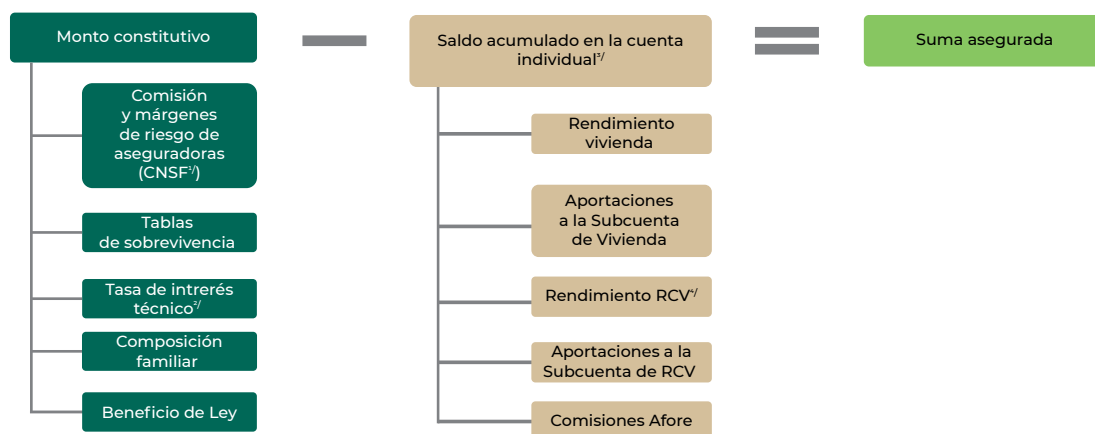 Monto constitutivo
Comisión
y márgenes
de riesgo de
aseguradoras
(CNSF¹/)
Tablas
de sobrevivencia
Tasa de intrerés
técnico²/
Composición
familiar
Beneficio de Ley
Saldo acumulado en la cuenta
individual³/
Rendimiento
vivienda
Aportaciones
a la Subcuenta
de Vivienda
Rendimiento RCV⁴/
Aportaciones a la
Subcuenta de RCV
Comisiones Afore
Suma asegurada